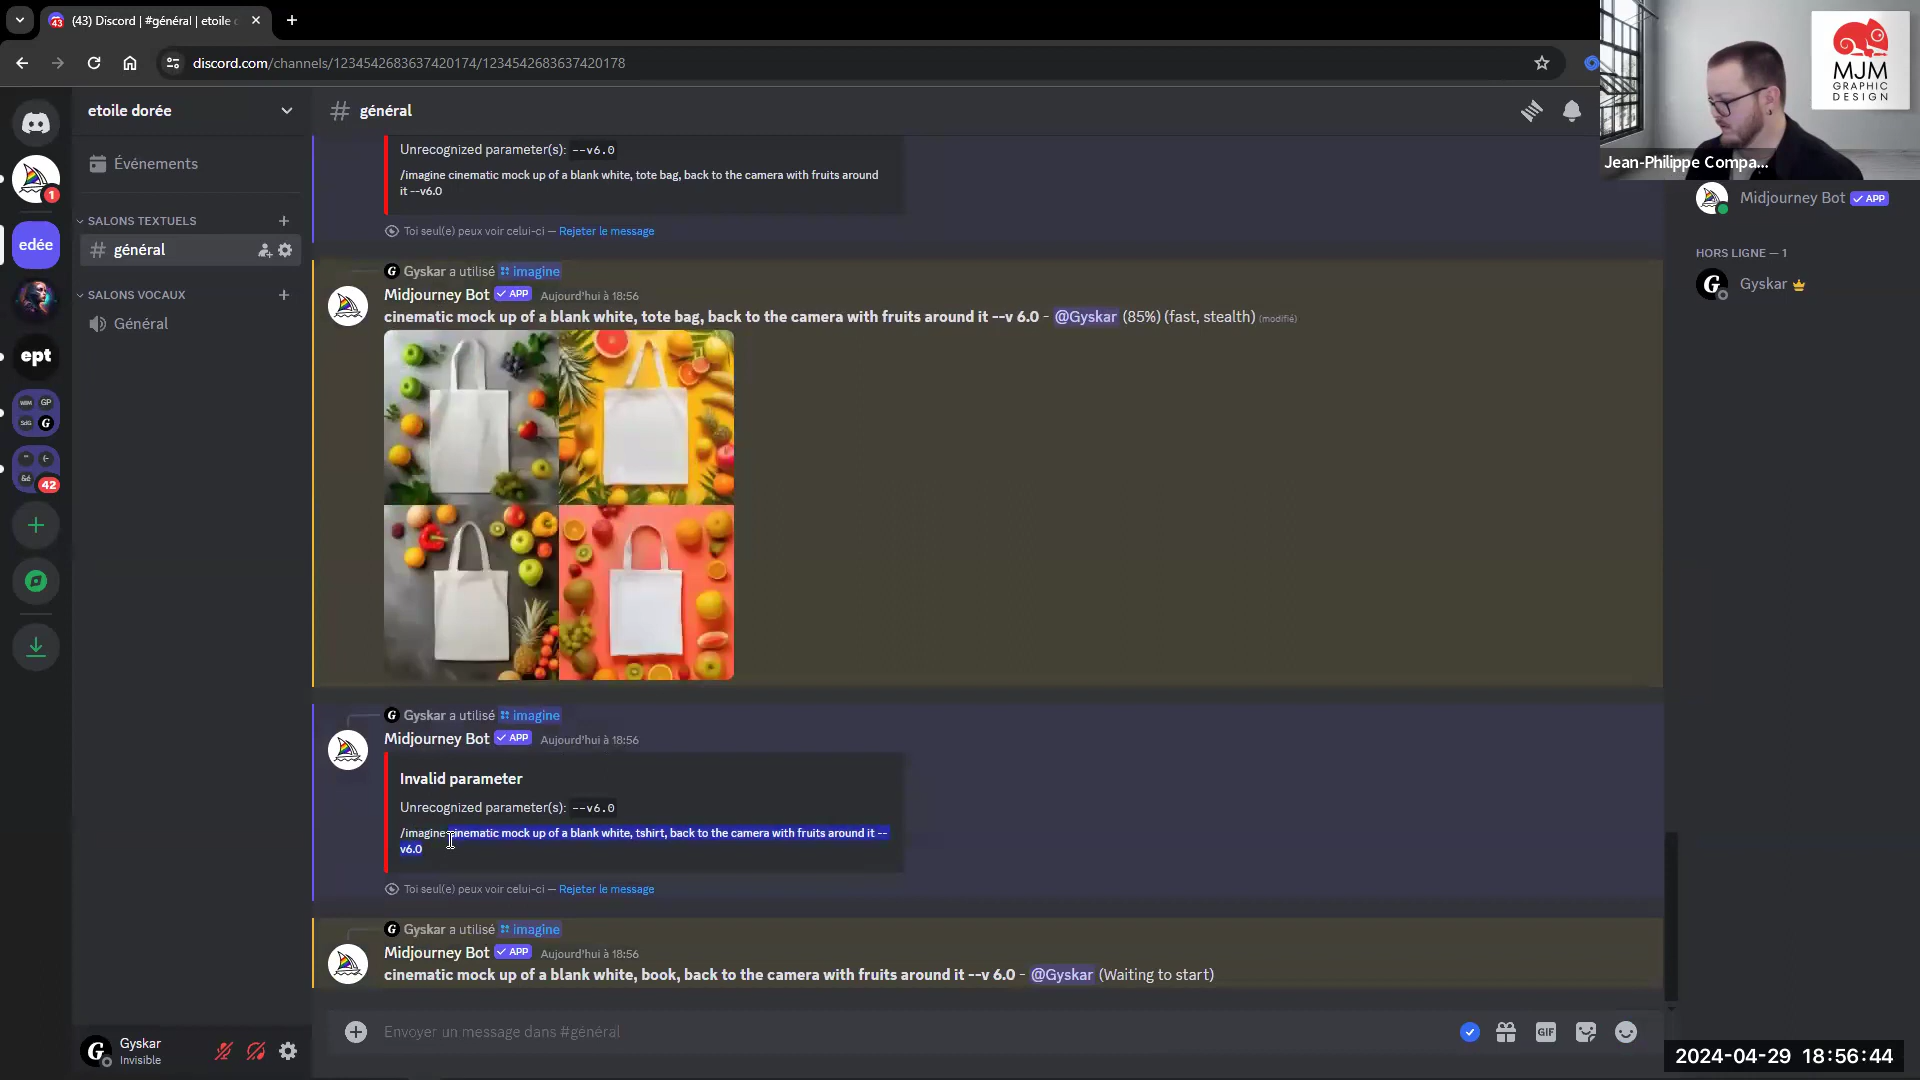 (43) Discord | #général | etoile
discord.com/channels/1234542683637420174/1234542683637420178
MJM
GRAPHIC
DESIGN
Jean-Philippe Compa...
etoile dorée
général
Événements
SALONS TEXTUELS
général
SALONS VOCAUX
Général
1
edée
ept
WIM
GP
SdG
G
&é
42
Unrecognized parameter(s): --v6.0
/imagine cinematic mock up of a blank white, tote bag, back to the camera with fruits around
it --v6.0
Toi seul(e) peux voir celui-ci — Rejeter le message
Gyskar a utilisé imagine
Midjourney Bot APP Aujourd'hui à 18:56
cinematic mock up of a blank white, tote bag, back to the camera with fruits around it --v 6.0 - @Gyskar (85%) (fast, stealth) (modifié)
Gyskar a utilisé imagine
Midjourney Bot APP Aujourd'hui à 18:56
Invalid parameter
Unrecognized parameter(s): --v6.0
/imagine cinematic mock up of a blank white, tshirt, back to the camera with fruits around it --
v6.0
Toi seul(e) peux voir celui-ci — Rejeter le message
Gyskar a utilisé imagine
Midjourney Bot APP Aujourd'hui à 18:56
cinematic mock up of a blank white, book, back to the camera with fruits around it --v 6.0 - @Gyskar (Waiting to start)
Envoyer un message dans #général
GIF
Midjourney Bot APP
HORS LIGNE — 1
Gyskar
Gyskar
Invisible
2024-04-29 18:56:44